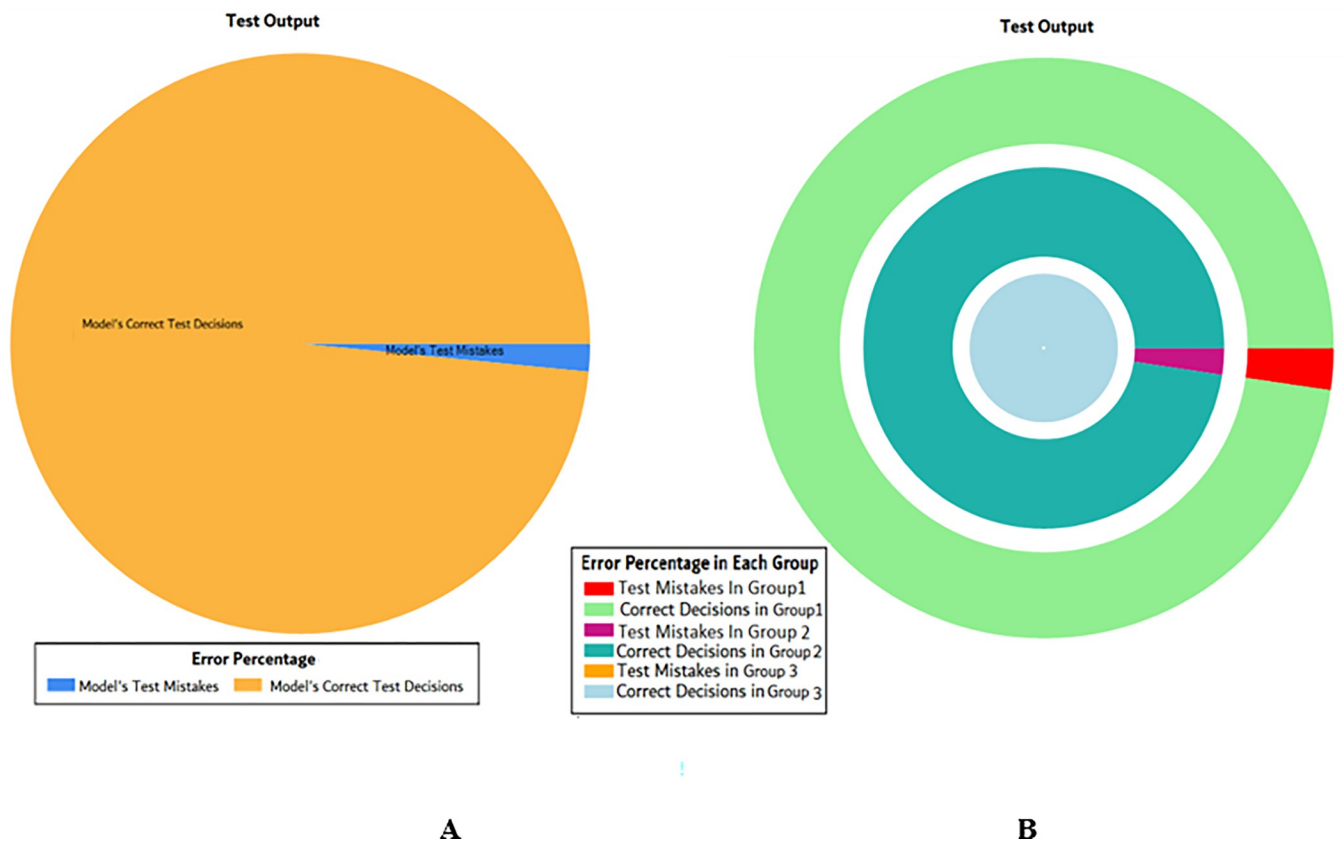 Test Output
Model's Correct Test Decisions
Model's Test Mistakes
Error Percentage
Model's Test Mistakes
Model's Correct Test Decisions
Test Output
Error Percentage in Each Group
Test Mistakes In Group1
Correct Decisions in Group1
Test Mistakes In Group 2
Correct Decisions in Group2
Test Mistakes in Group 3
Correct Decisions in Group 3
!
A
B